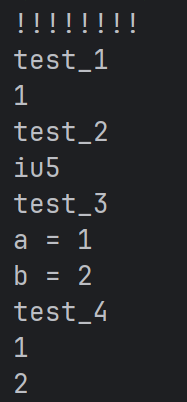 !!!!!!!!
test_1
1
test_2
iu5
test_3
a = 1
b = 2
test_4
1
2